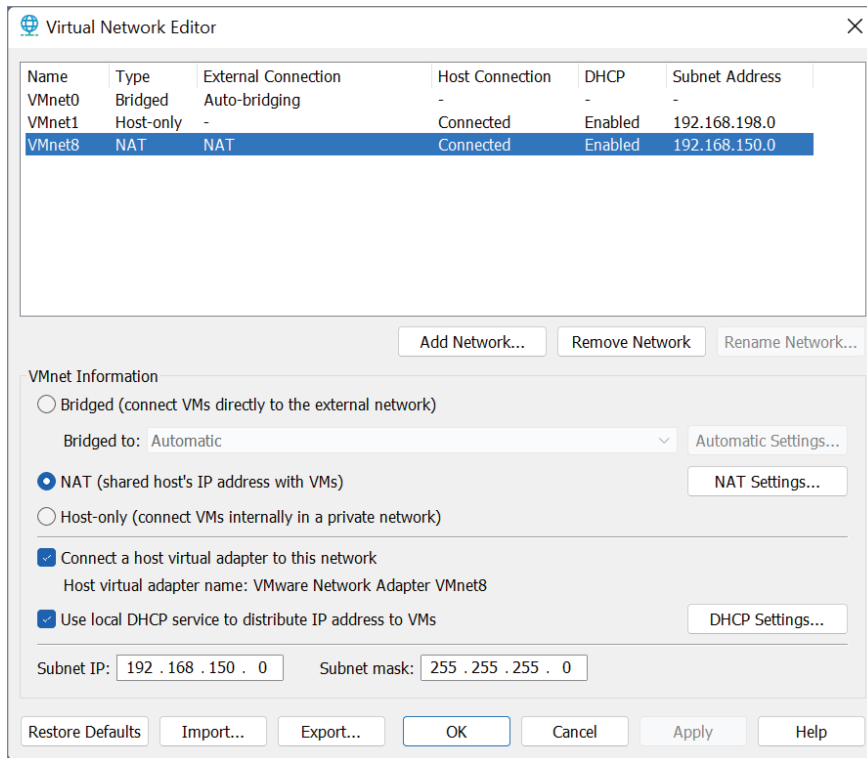 Virtual Network Editor
Name Type External Connection Host Connection DHCP Subnet Address
VMnet0 Bridged Auto-bridging - - -
VMnet1 Host-only - Connected Enabled 192.168.198.0
VMnet8 NAT NAT Connected Enabled 192.168.150.0
Add Network... Remove Network Rename Network...
VMnet Information
Bridged (connect VMs directly to the external network)
Bridged to: Automatic Automatic Settings...
NAT (shared host's IP address with VMs) NAT Settings...
Host-only (connect VMs internally in a private network)
Connect a host virtual adapter to this network
Host virtual adapter name: VMware Network Adapter VMnet8
Use local DHCP service to distribute IP address to VMs DHCP Settings...
Subnet IP: 192 . 168 . 150 . 0 Subnet mask: 255 . 255 . 255 . 0
Restore Defaults Import... Export... OK Cancel Apply Help